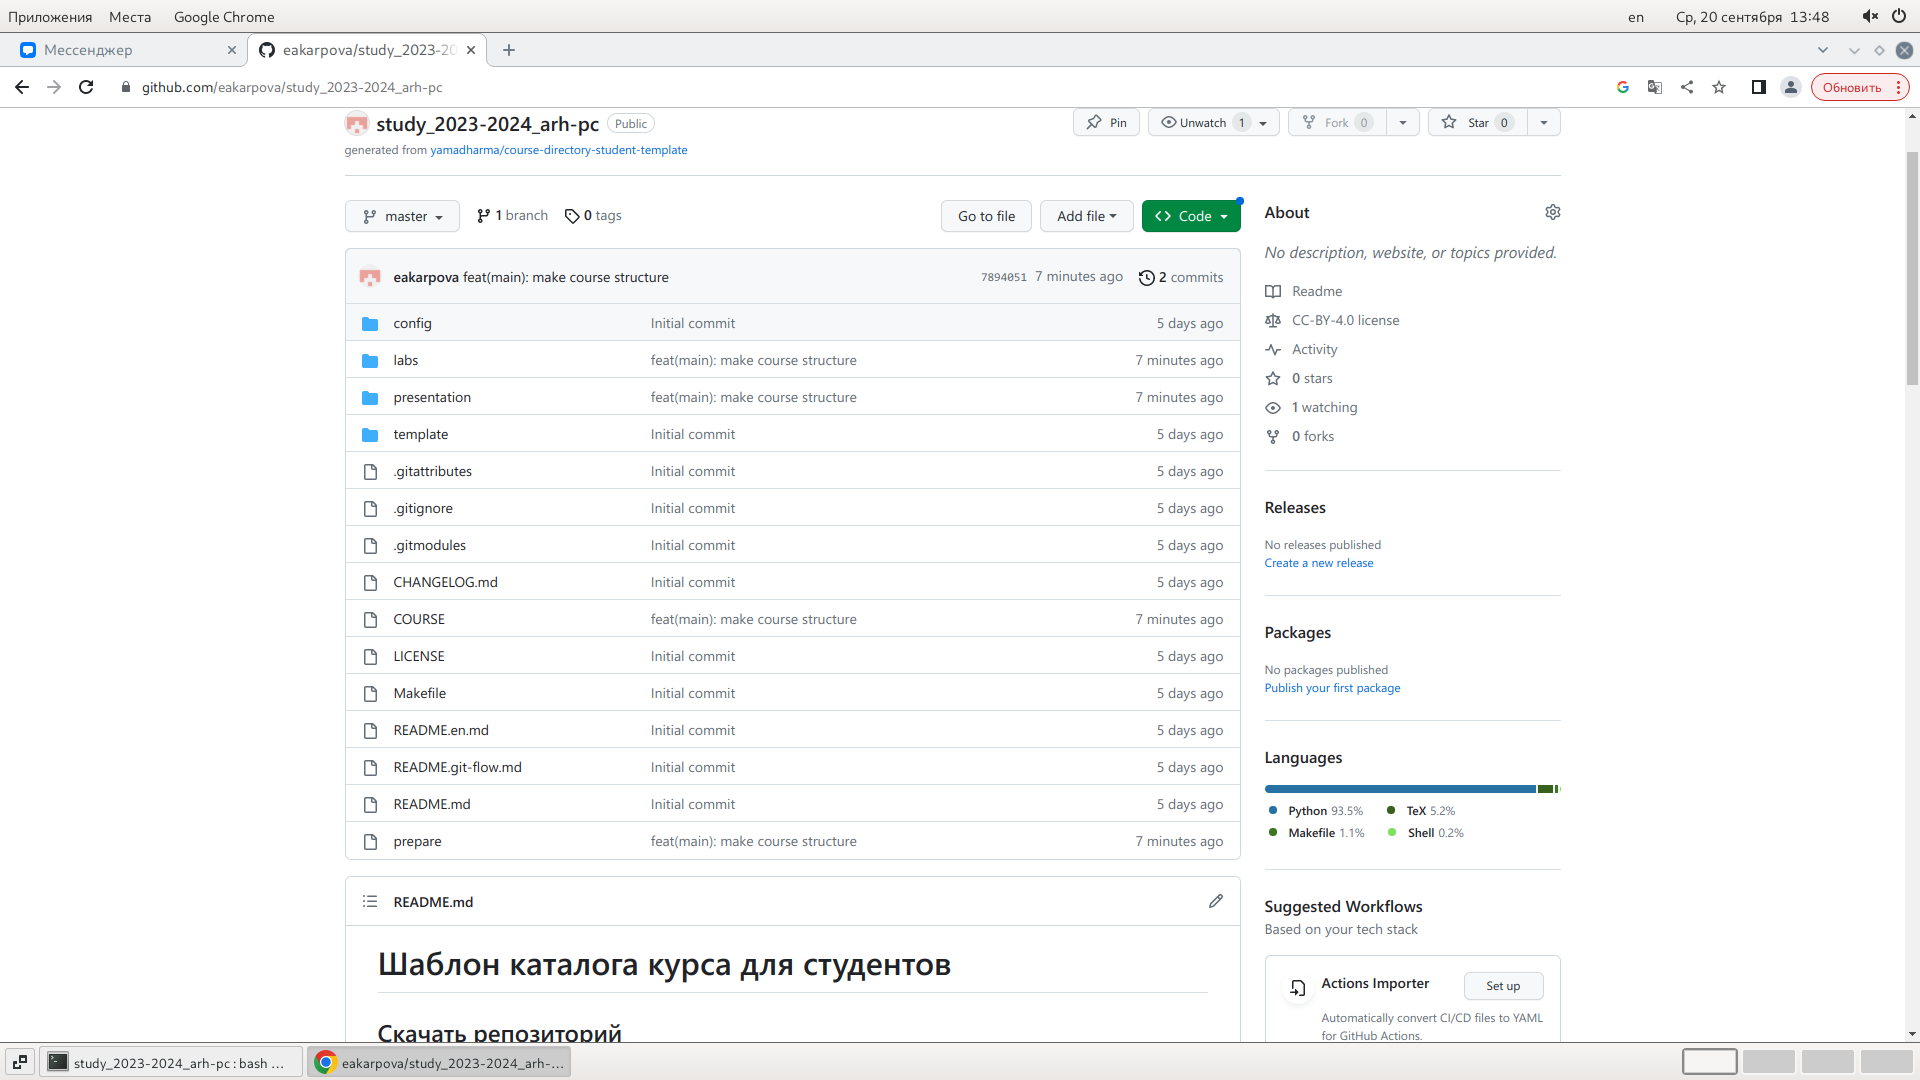 Приложения Места Google Chrome en Ср, 20 сентября 13:48
Мессенджер eakarpova/study_2023-20
github.com/eakarpova/study_2023-2024_arh-pc Обновить
study_2023-2024_arh-pc Public Pin Unwatch 1 Fork 0 Star 0
generated from yamadharma/course-directory-student-template
master 1 branch 0 tags Go to file Add file Code
eakarpova feat(main): make course structure 7894051 7 minutes ago 2 commits
config Initial commit 5 days ago
labs feat(main): make course structure 7 minutes ago
presentation feat(main): make course structure 7 minutes ago
template Initial commit 5 days ago
.gitattributes Initial commit 5 days ago
.gitignore Initial commit 5 days ago
.gitmodules Initial commit 5 days ago
CHANGELOG.md Initial commit 5 days ago
COURSE feat(main): make course structure 7 minutes ago
LICENSE Initial commit 5 days ago
Makefile Initial commit 5 days ago
README.en.md Initial commit 5 days ago
README.git-flow.md Initial commit 5 days ago
README.md Initial commit 5 days ago
prepare feat(main): make course structure 7 minutes ago
README.md
Шаблон каталога курса для студентов
Скачать репозиторий
About
No description, website, or topics provided.
Readme
CC-BY-4.0 license
Activity
0 stars
1 watching
0 forks
Releases
No releases published
Create a new release
Packages
No packages published
Publish your first package
Languages
Python 93.5% TeX 5.2%
Makefile 1.1% Shell 0.2%
Suggested Workflows
Based on your tech stack
Actions Importer Set up
Automatically convert CI/CD files to YAML
for GitHub Actions.
study_2023-2024_arh-pc : bash ... eakarpova/study_2023-2024_arh-...